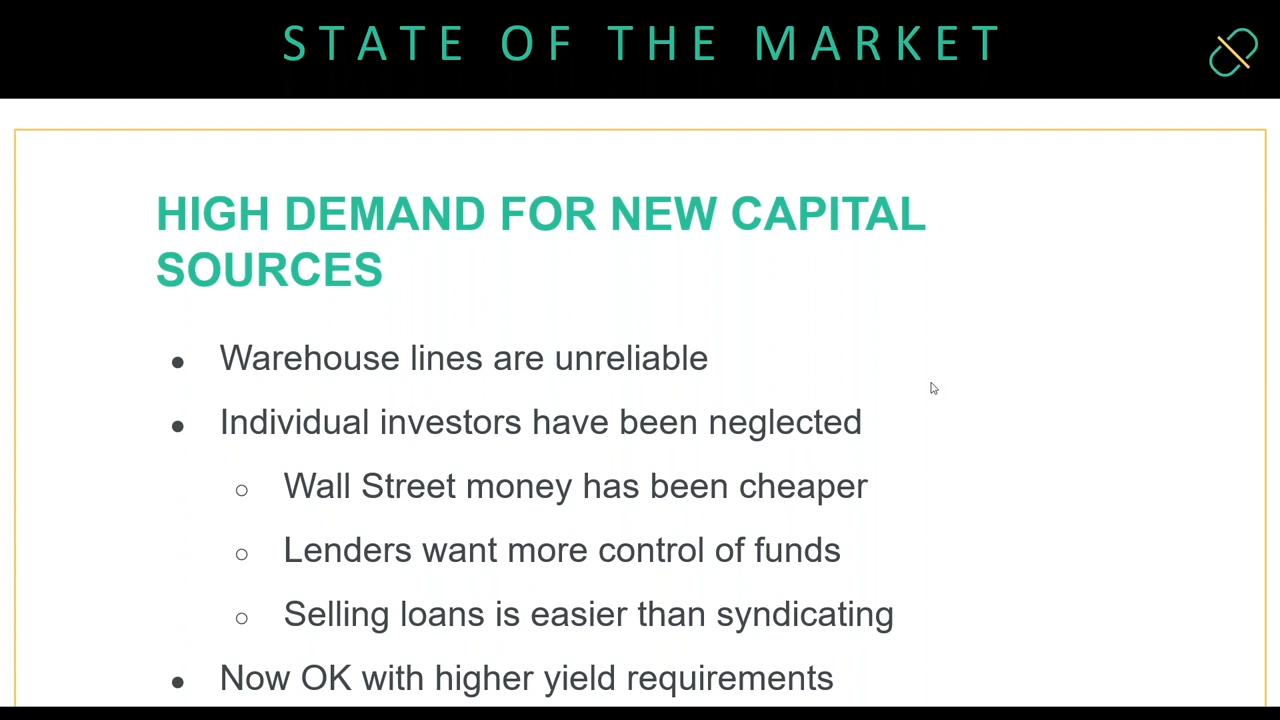 STATE OF THE MARKET
HIGH DEMAND FOR NEW CAPITAL
SOURCES
● Warehouse lines are unreliable
● Individual investors have been neglected
○ Wall Street money has been cheaper
○ Lenders want more control of funds
○ Selling loans is easier than syndicating
● Now OK with higher yield requirements